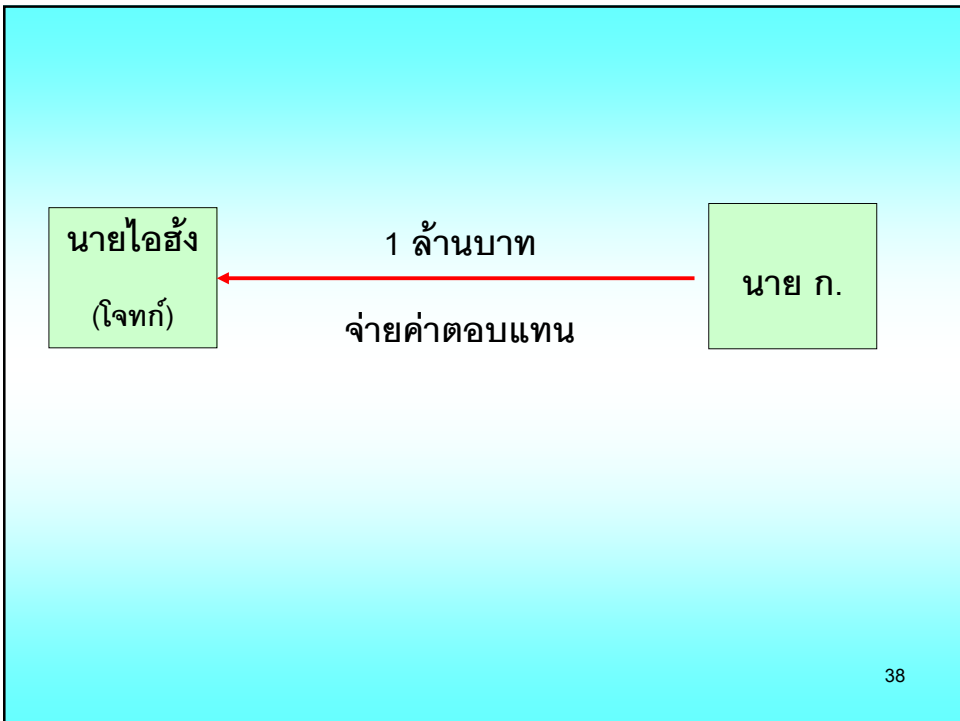 นายไอฮ้ง
(โจทก์)
1 ล้านบาท
จ่ายค่าตอบแทน
นาย ก.
38